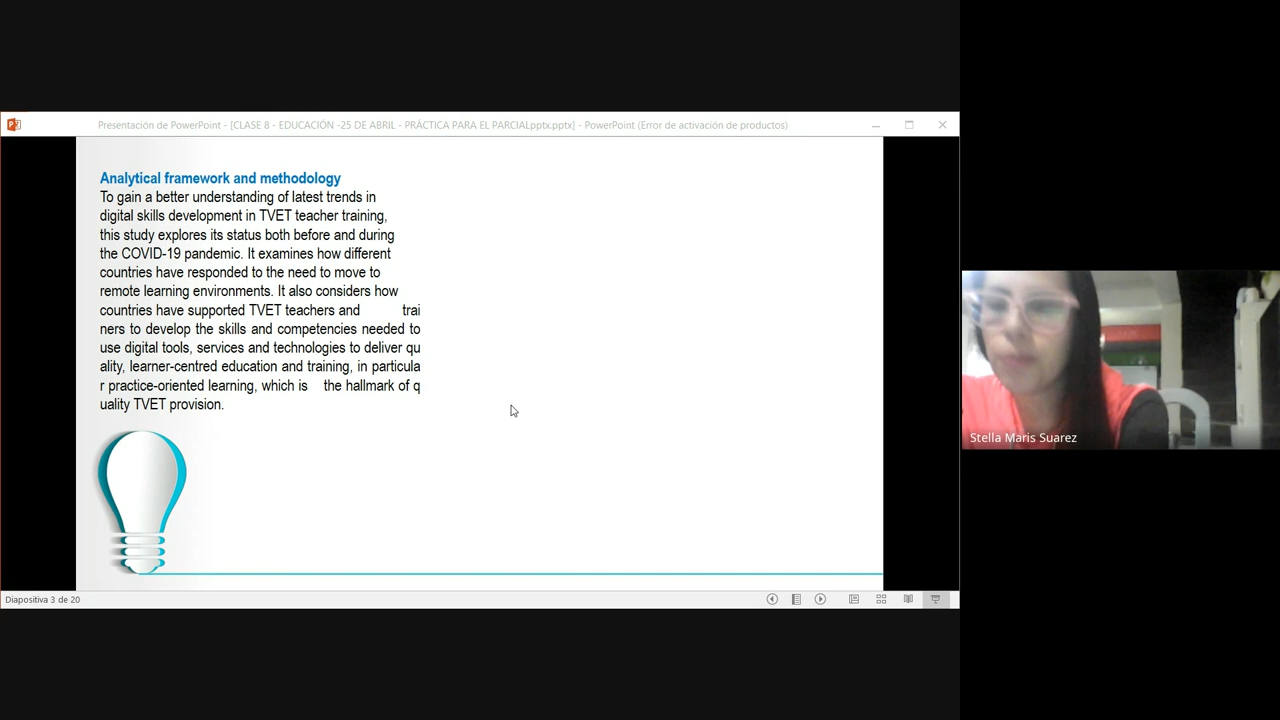 Presentación de PowerPoint - [CLASE 8 - EDUCACIÓN -25 DE ABRIL - PRÁCTICA PARA EL PARCIALpptx.pptx] - PowerPoint (Error de activación de productos)
Analytical framework and methodology
To gain a better understanding of latest trends in
digital skills development in TVET teacher training,
this study explores its status both before and during
the COVID-19 pandemic. It examines how different
countries have responded to the need to move to
remote learning environments. It also considers how
countries have supported TVET teachers and trai
ners to develop the skills and competencies needed to
use digital tools, services and technologies to deliver qu
ality, learner-centred education and training, in particula
r practice-oriented learning, which is the hallmark of q
uality TVET provision.
Stella Maris Suarez
Diapositiva 3 de 20